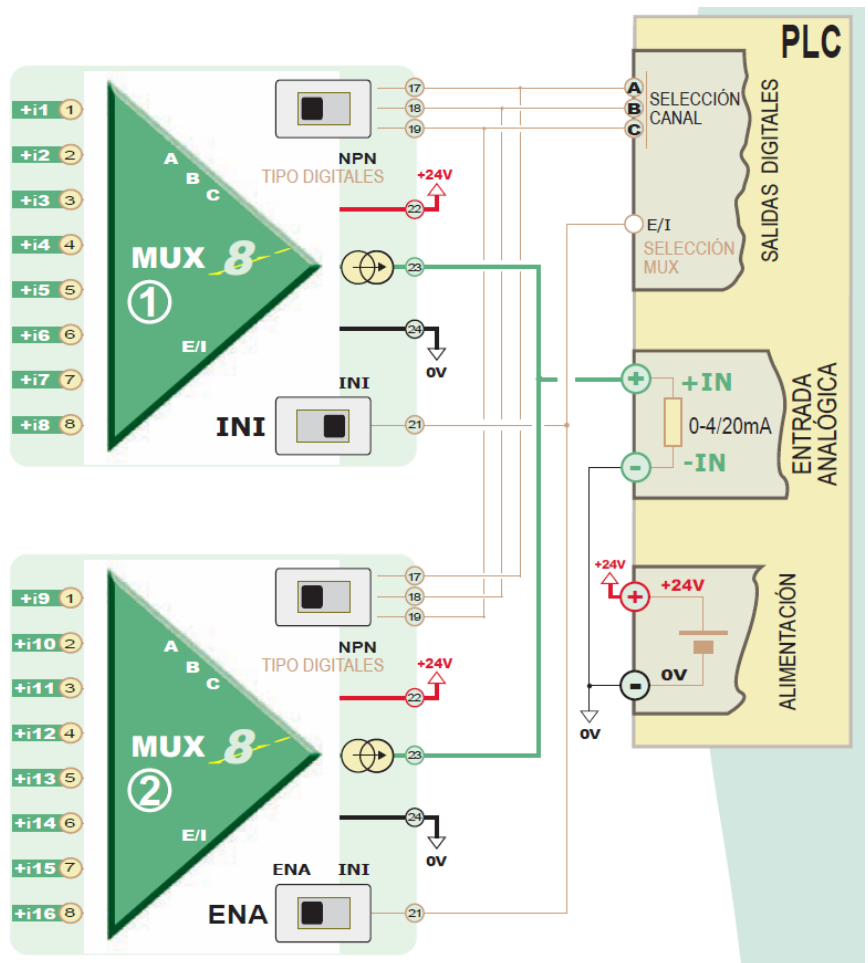 PLC
17
A
SELECCIÓN
CANAL
18
B
19
C
SALIDAS DIGITALES
+i1 1
+i2 2
+i3 3
+i4 4
+i5 5
+i6 6
+i7 7
+i8 8
A
B
C
MUX 8
1
E/I
NPN
TIPO DIGITALES
+24V
22
23
24
0V
INI
INI
21
E/I
SELECCIÓN
MUX
+
+IN
0-4/20mA
-
-IN
ENTRADA
ANALÓGICA
+24V
+
+24V
-
0V
0V
ALIMENTACIÓN
+i9 1
+i10 2
+i11 3
+i12 4
+i13 5
+i14 6
+i15 7
+i16 8
A
B
C
MUX 8
2
E/I
17
18
19
NPN
TIPO DIGITALES
+24V
22
23
24
0V
ENA INI
ENA
21